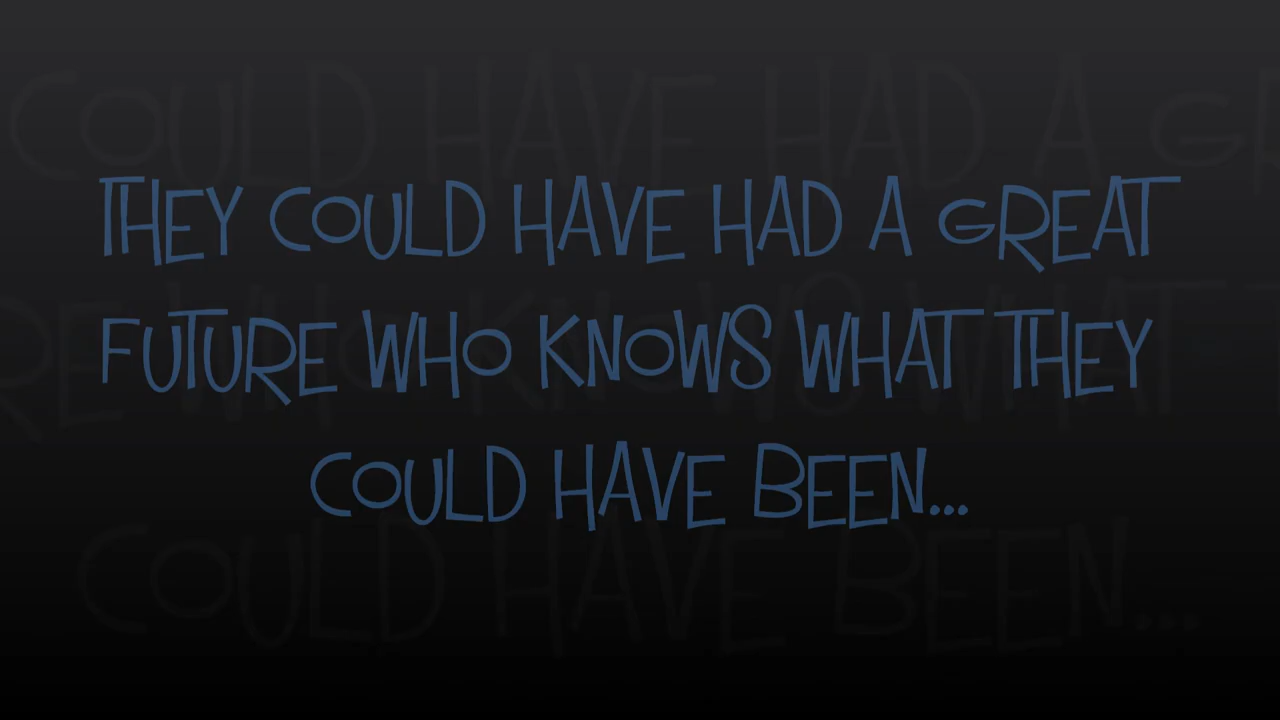 THEY COULD HAVE HAD A GREAT
FUTURE WHO KNOWS WHAT THEY
COULD HAVE BEEN...